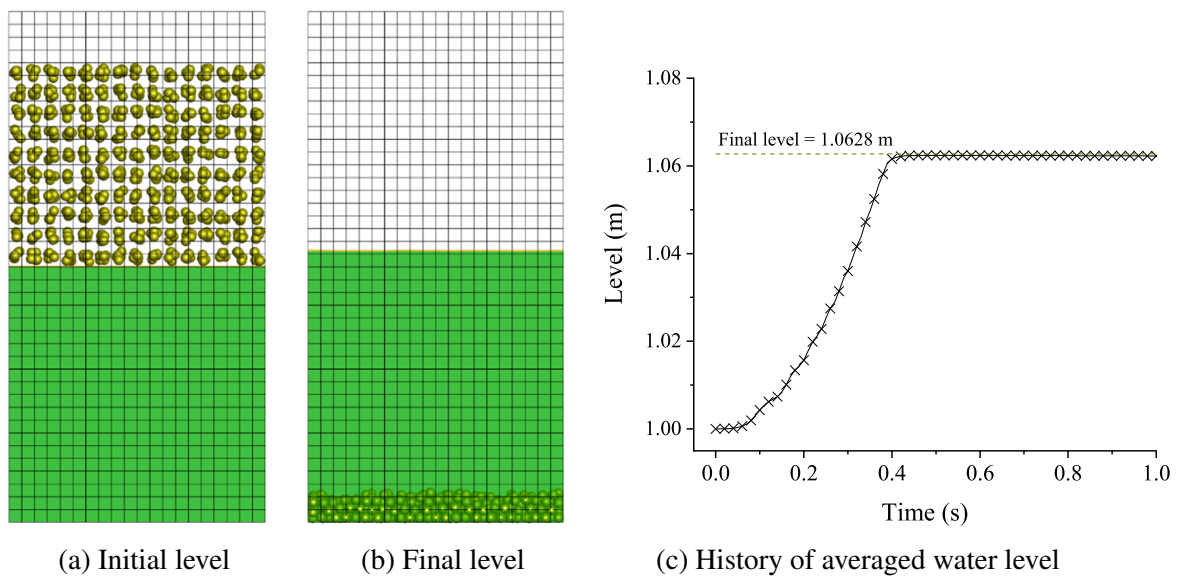 1.08
Final level = 1.0628 m
1.06
1.04
1.02
1.00
Level (m)
0.0 0.2 0.4 0.6 0.8 1.0
Time (s)
(a) Initial level
(b) Final level
(c) History of averaged water level